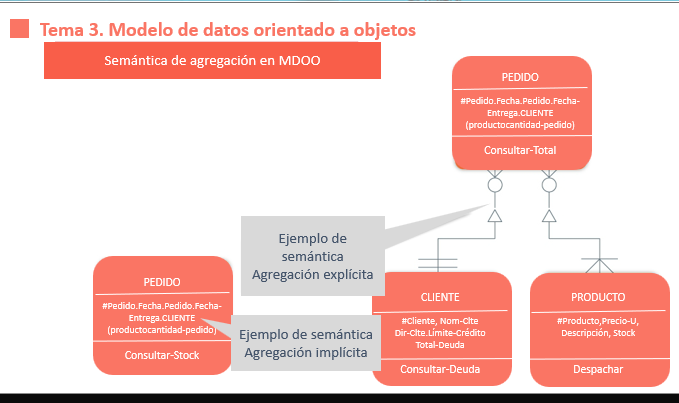 Tema 3. Modelo de datos orientado a objetos
Semántica de agregación en MDOO
PEDIDO
#Pedido.Fecha.Pedido.Fecha-
Entrega.CLIENTE
(productocantidad-pedido)
Consultar-Total
Ejemplo de
semántica
Agregación explícita
PEDIDO
#Pedido.Fecha.Pedido.Fecha-
Entrega.CLIENTE
(productocantidad-pedido)
Consultar-Stock
Ejemplo de semántica
Agregación implícita
CLIENTE
#Cliente, Nom-Clte
Dir-Clte.Límite-Crédito
Total-Deuda
Consultar-Deuda
PRODUCTO
#Producto,Precio-U,
Descripción, Stock
Despachar